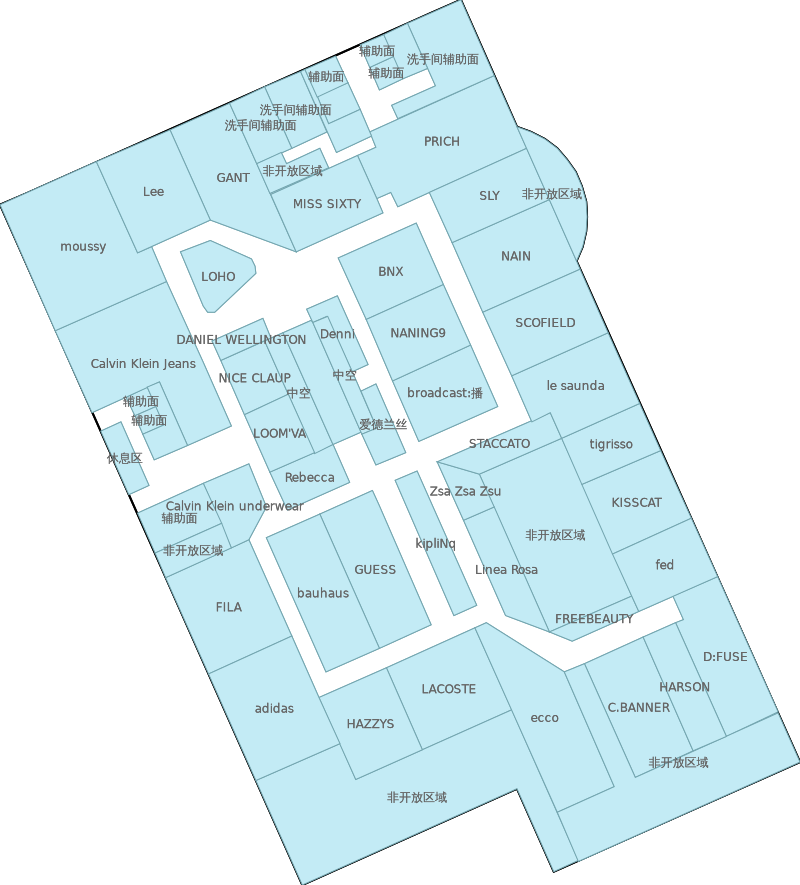 辅助面
洗手间辅助面
辅助面
辅助面
洗手间辅助面
洗手间辅助面
PRICH
非开放区域
GANT
Lee
MISS SIXTY
SLY
非开放区域
moussy
NAIN
LOHO
BNX
SCOFIELD
DANIEL WELLINGTON
Denni
NANING9
Calvin Klein Jeans
NICE CLAUP
中空
中空
le saunda
broadcast:播
辅助面
辅助面
爱德兰丝
LOOM'VA
STACCATO
tigrisso
休息区
Rebecca
Zsa Zsa Zsu
KISSCAT
Calvin Klein underwear
辅助面
非开放区域
kipliNq
非开放区域
fed
GUESS
Linea Rosa
bauhaus
FILA
FREEBEAUTY
D:FUSE
LACOSTE
HARSON
adidas
C.BANNER
HAZZYS
ecco
非开放区域
非开放区域